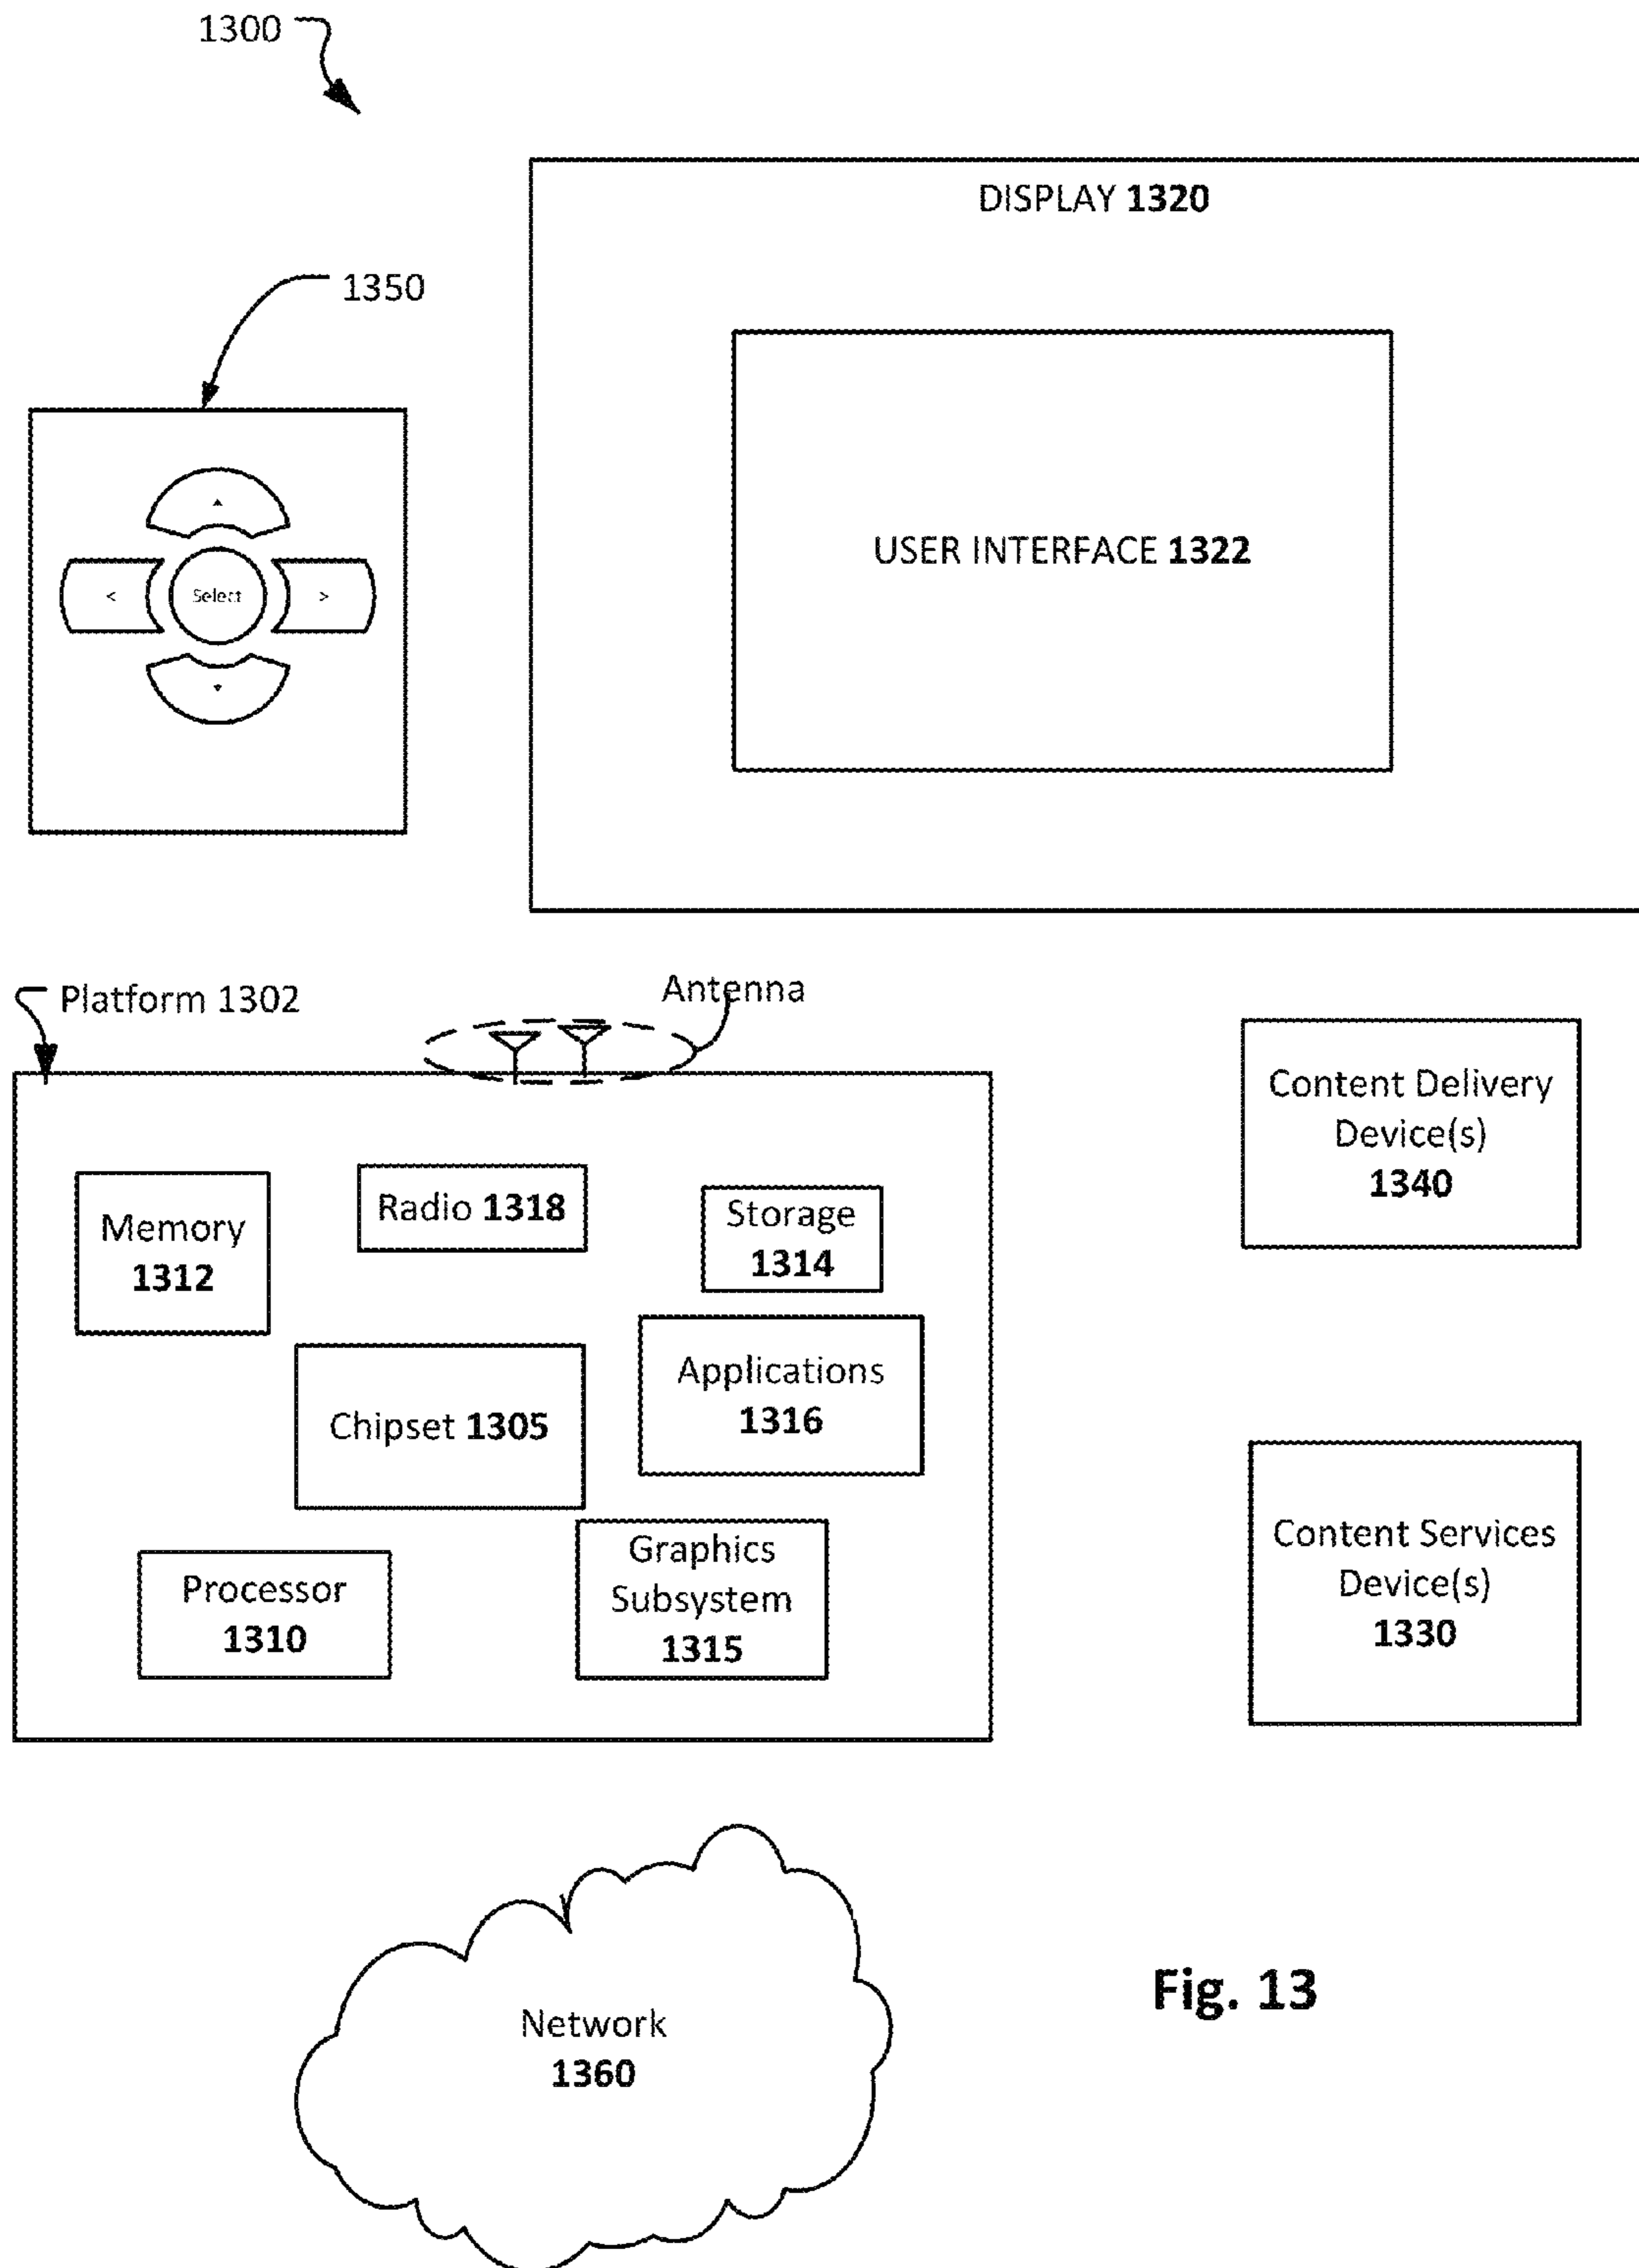 1300
DISPLAY 1320
1350
USER INTERFACE 1322
▲
< Select >
▼
Platform 1302
Antenna
Memory
1312
Radio 1318
Storage
1314
Chipset 1305
Applications
1316
Processor
1310
Graphics
Subsystem
1315
Content Delivery
Device(s)
1340
Content Services
Device(s)
1330
Network
1360
Fig. 13